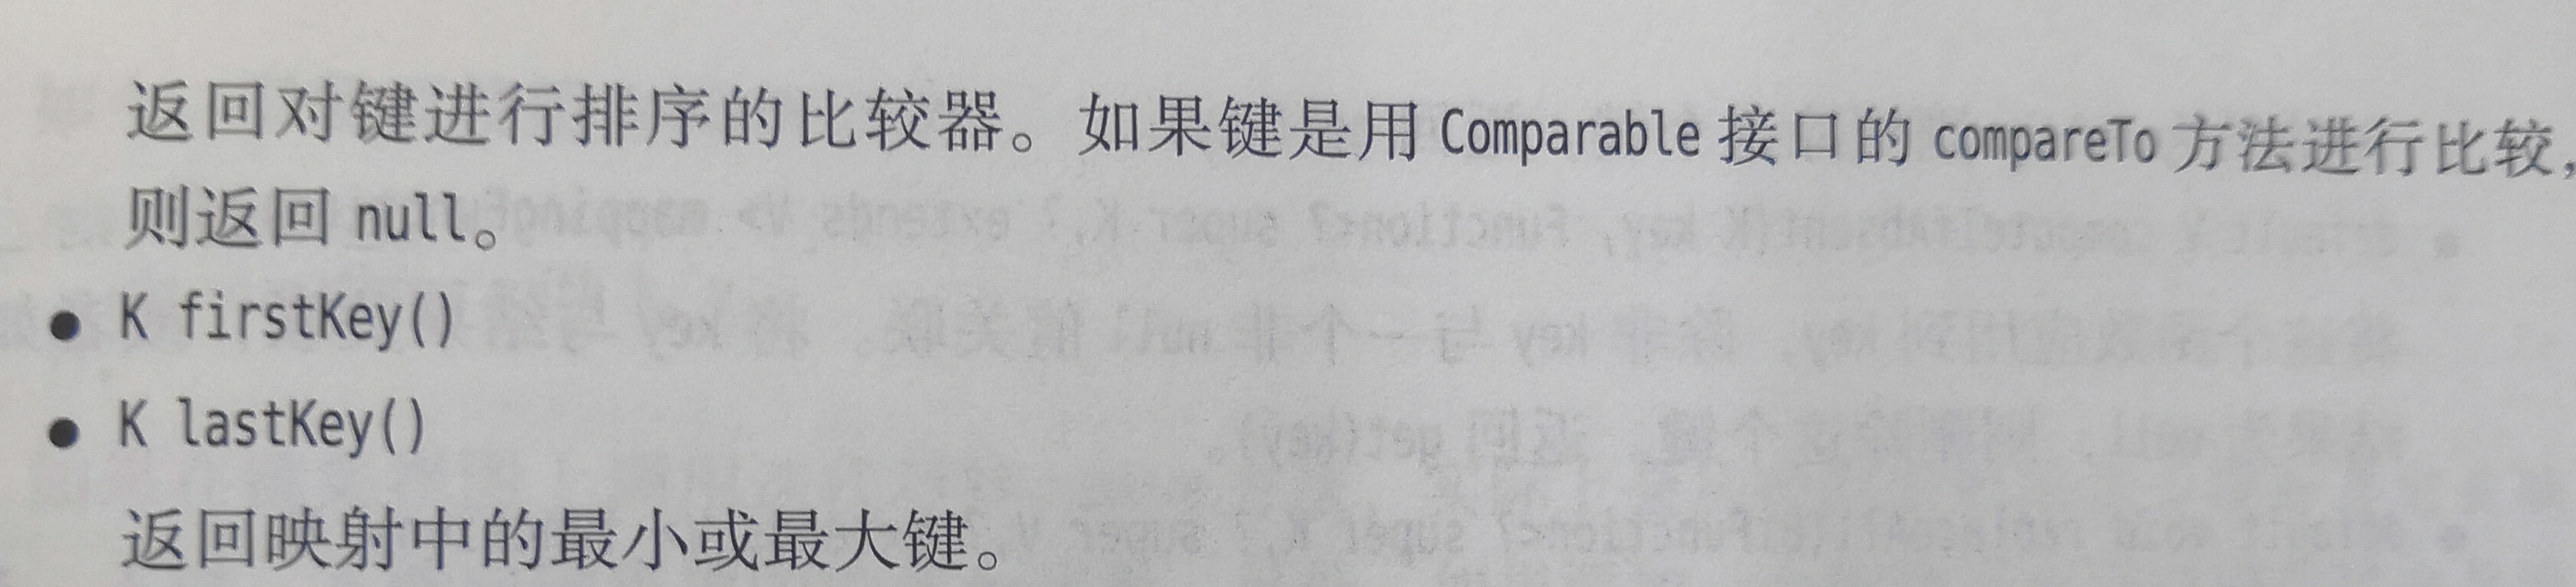 返回对键进行排序的比较器。如果键是用 Comparable 接口的 compareTo 方法进行比较,
则返回 null。
● K firstKey()
● K lastKey()
返回映射中的最小或最大键。